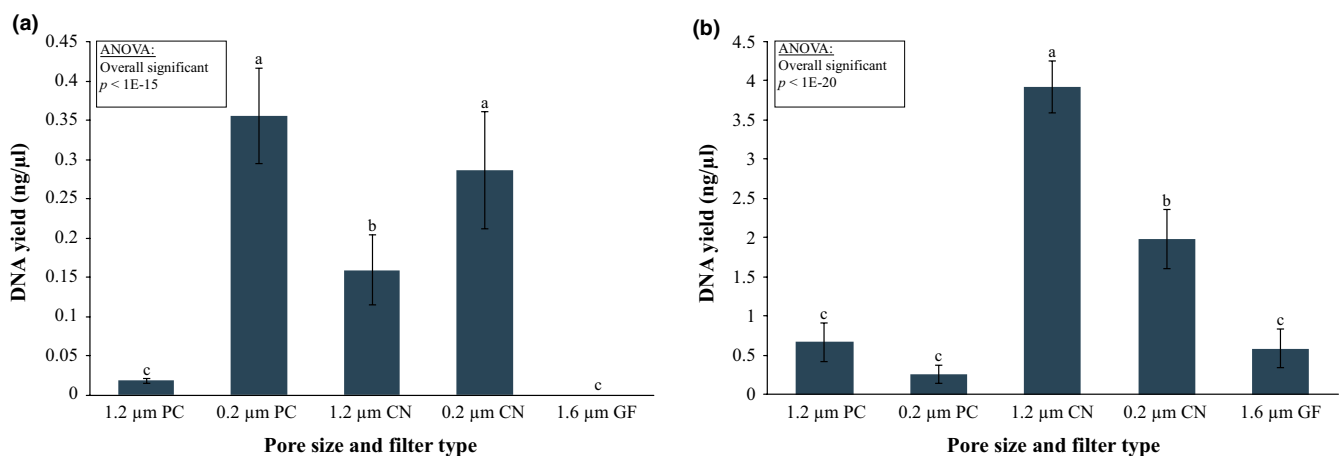 (a)
ANOVA:
Overall significant
p < 1E-15
DNA yield (ng/µl)
0.45
0.4
0.35
0.3
0.25
0.2
0.15
0.1
0.05
0
c
a
b
a
c
1.2 µm PC
0.2 µm PC
1.2 µm CN
0.2 µm CN
1.6 µm GF
Pore size and filter type
(b)
ANOVA:
Overall significant
p < 1E-20
DNA yield (ng/µl)
4.5
4
3.5
3
2.5
2
1.5
1
0.5
0
c
c
a
b
c
1.2 µm PC
0.2 µm PC
1.2 µm CN
0.2 µm CN
1.6 µm GF
Pore size and filter type